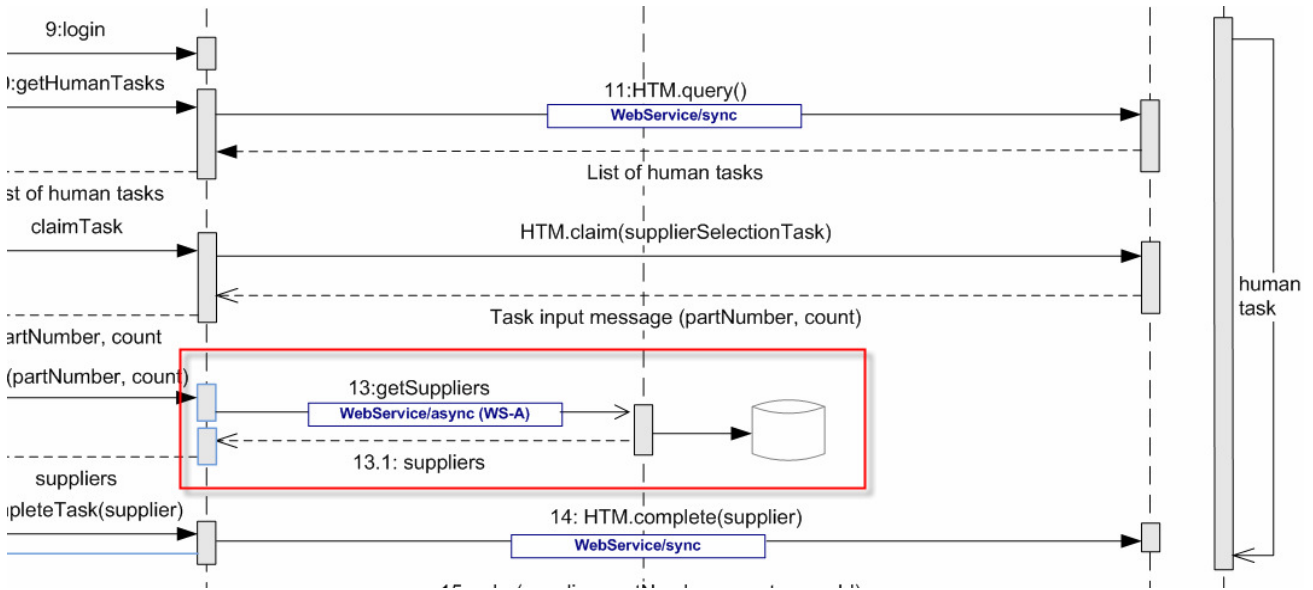 9:login
:getHumanTasks
11:HTM.query()
WebService/sync
List of human tasks
st of human tasks
claimTask
HTM.claim(supplierSelectionTask)
human
task
Task input message (partNumber, count)
artNumber, count
(partNumber, count)
13:getSuppliers
WebService/async (WS-A)
13.1: suppliers
suppliers
pleteTask(supplier)
14: HTM.complete(supplier)
WebService/sync